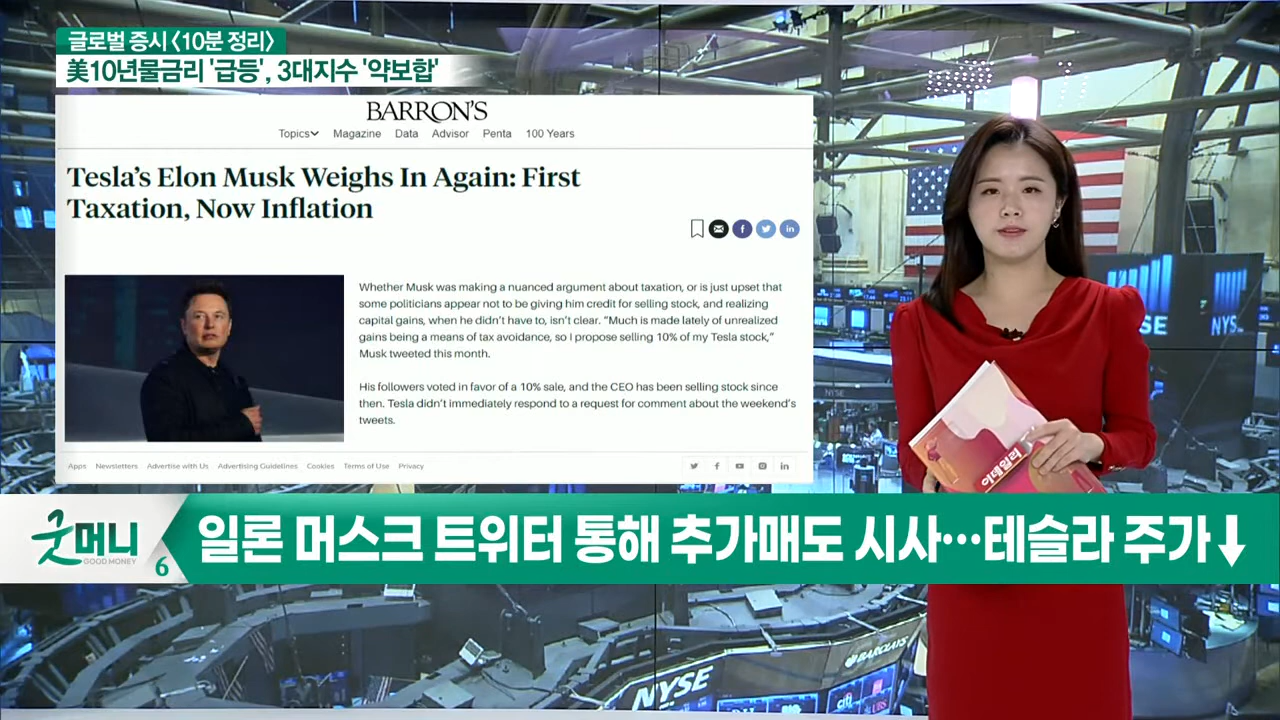 글로벌 증시 <10분 정리>
美10년물금리 '급등', 3대지수 '약보합'
BARRON'S
Topics Magazine Data Advisor Penta 100 Years
Tesla's Elon Musk Weighs In Again: First
Taxation, Now Inflation
Whether Musk was making a nuanced argument about taxation, or is just upset that
some politicians appear not to be giving him credit for selling stock, and realizing
capital gains, when he didn't have to, isn't clear. “Much is made lately of unrealized
gains being a means of tax avoidance, so I propose selling 10% of my Tesla stock,”
Musk tweeted this month.
His followers voted in favor of a 10% sale, and the CEO has been selling stock since
then. Tesla didn't immediately respond to a request for comment about the weekend's
tweets.
Apps Newsletters Advertise with Us Advertising Guidelines Cookies Terms of Use Privacy
이데일리
NYSE
굿머니
GOOD MONEY
6
일론 머스크 트위터 통해 추가매도 시사…테슬라 주가↓
NYSE
BARCLAYS
citi
UBS